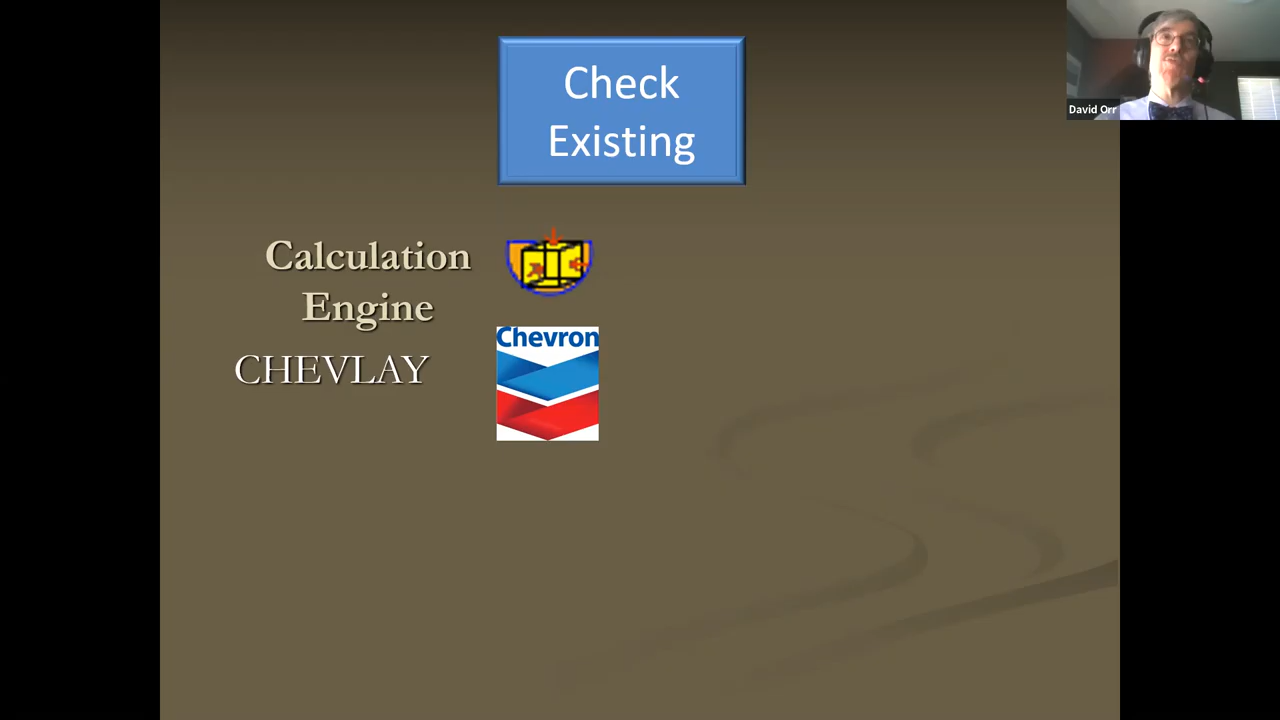 Check
Existing
David Orr
Calculation
Engine
Chevron
CHEVLAY